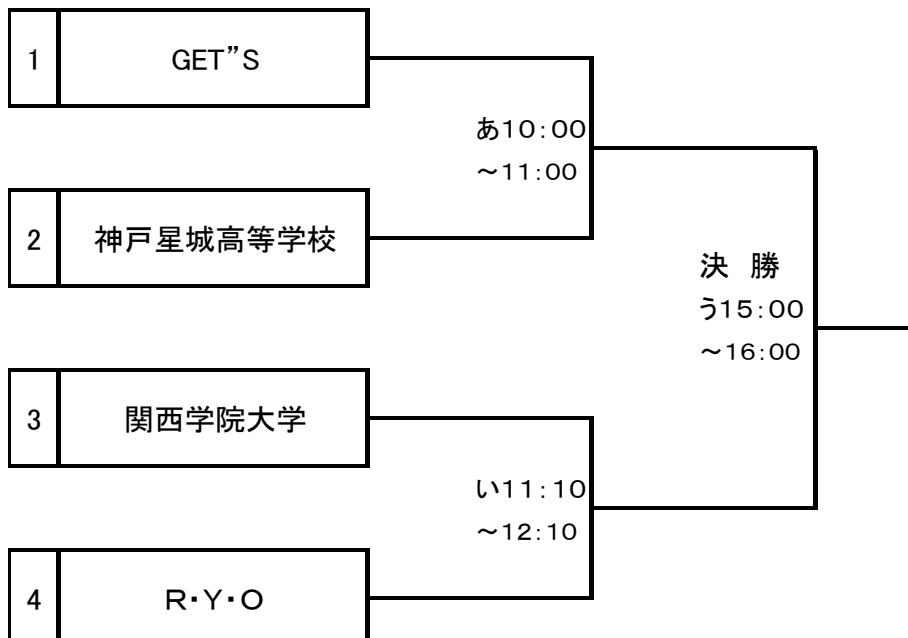 1
GET”S
あ10:00
～11:00
2
神戸星城高等学校
決 勝
う15:00
～16:00
3
関西学院大学
い11:10
～12:10
4
R・Y・O